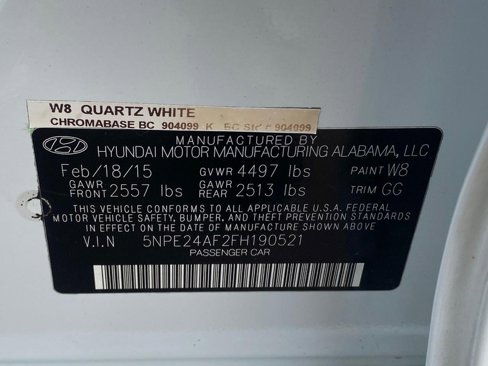 W8 QUARTZ WHITE
CHROMABASE BC 904099 K BC Stk # 904099
MANUFACTURED BY
HYUNDAI MOTOR MANUFACTURING ALABAMA, LLC
Feb/18/15 GVWR 4497 lbs PAINT W8
GAWR FRONT 2557 lbs GAWR REAR 2513 lbs TRIM GG
THIS VEHICLE CONFORMS TO ALL APPLICABLE U.S.A. FEDERAL
MOTOR VEHICLE SAFETY, BUMPER, AND THEFT PREVENTION
STANDARDS IN EFFECT ON THE DATE OF MANUFACTURE SHOWN
ABOVE.
V.I.N 5NPE24AF2FH190521
PASSENGER CAR